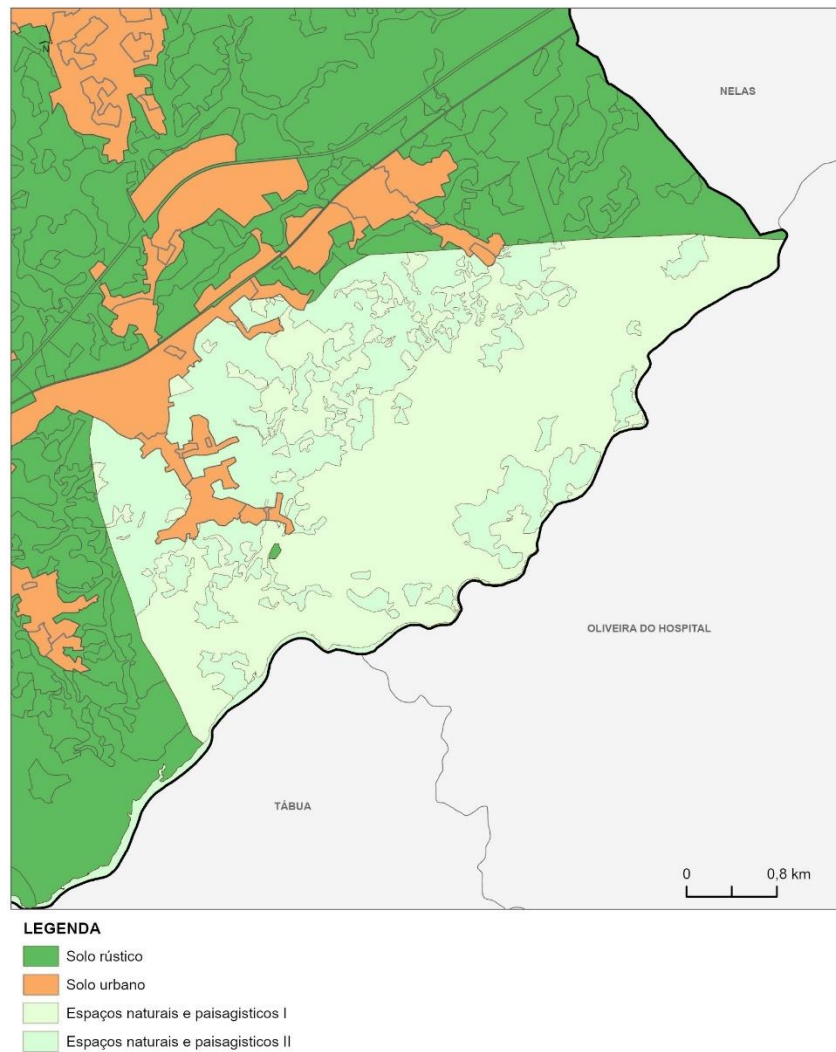 N
NELAS
OLIVEIRA DO HOSPITAL
TÁBUA
0 0,8 km
LEGENDA
Solo rústico
Solo urbano
Espaços naturais e paisagisticos I
Espaços naturais e paisagisticos II